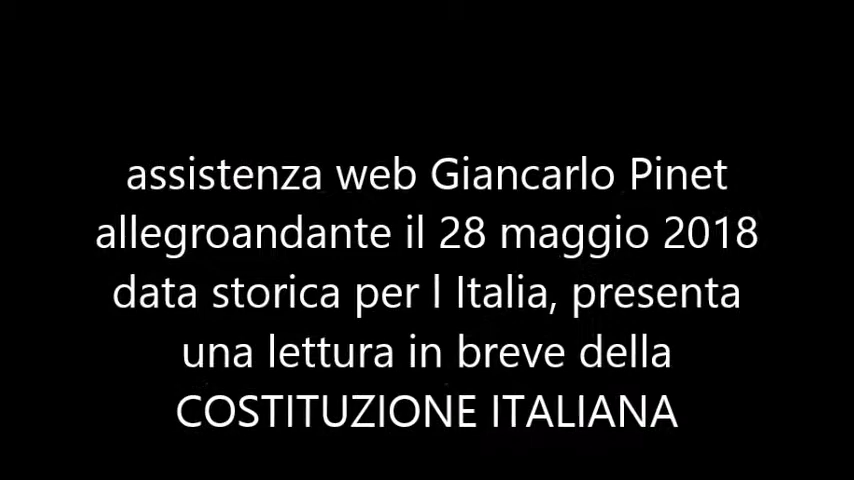 assistenza web Giancarlo Pinet
allegroandante il 28 maggio 2018
data storica per l Italia, presenta
una lettura in breve della
COSTITUZIONE ITALIANA